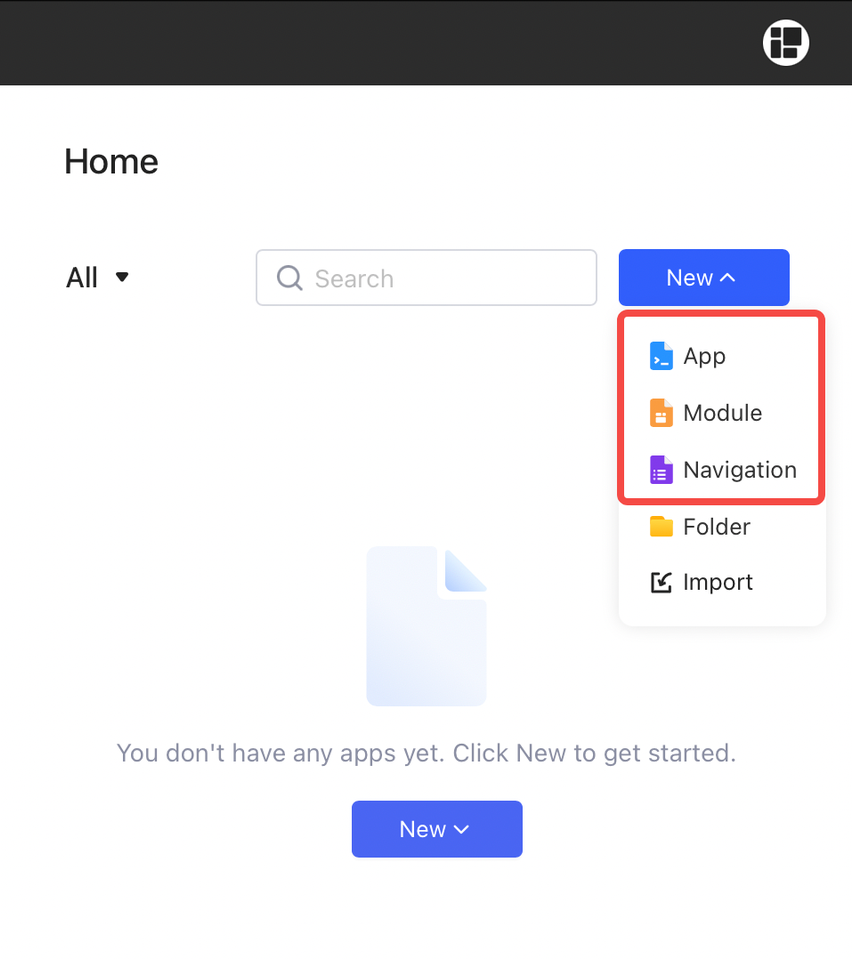 Home
All
Search
New
App
Module
Navigation
Folder
Import
You don't have any apps yet. Click New to get started.
New